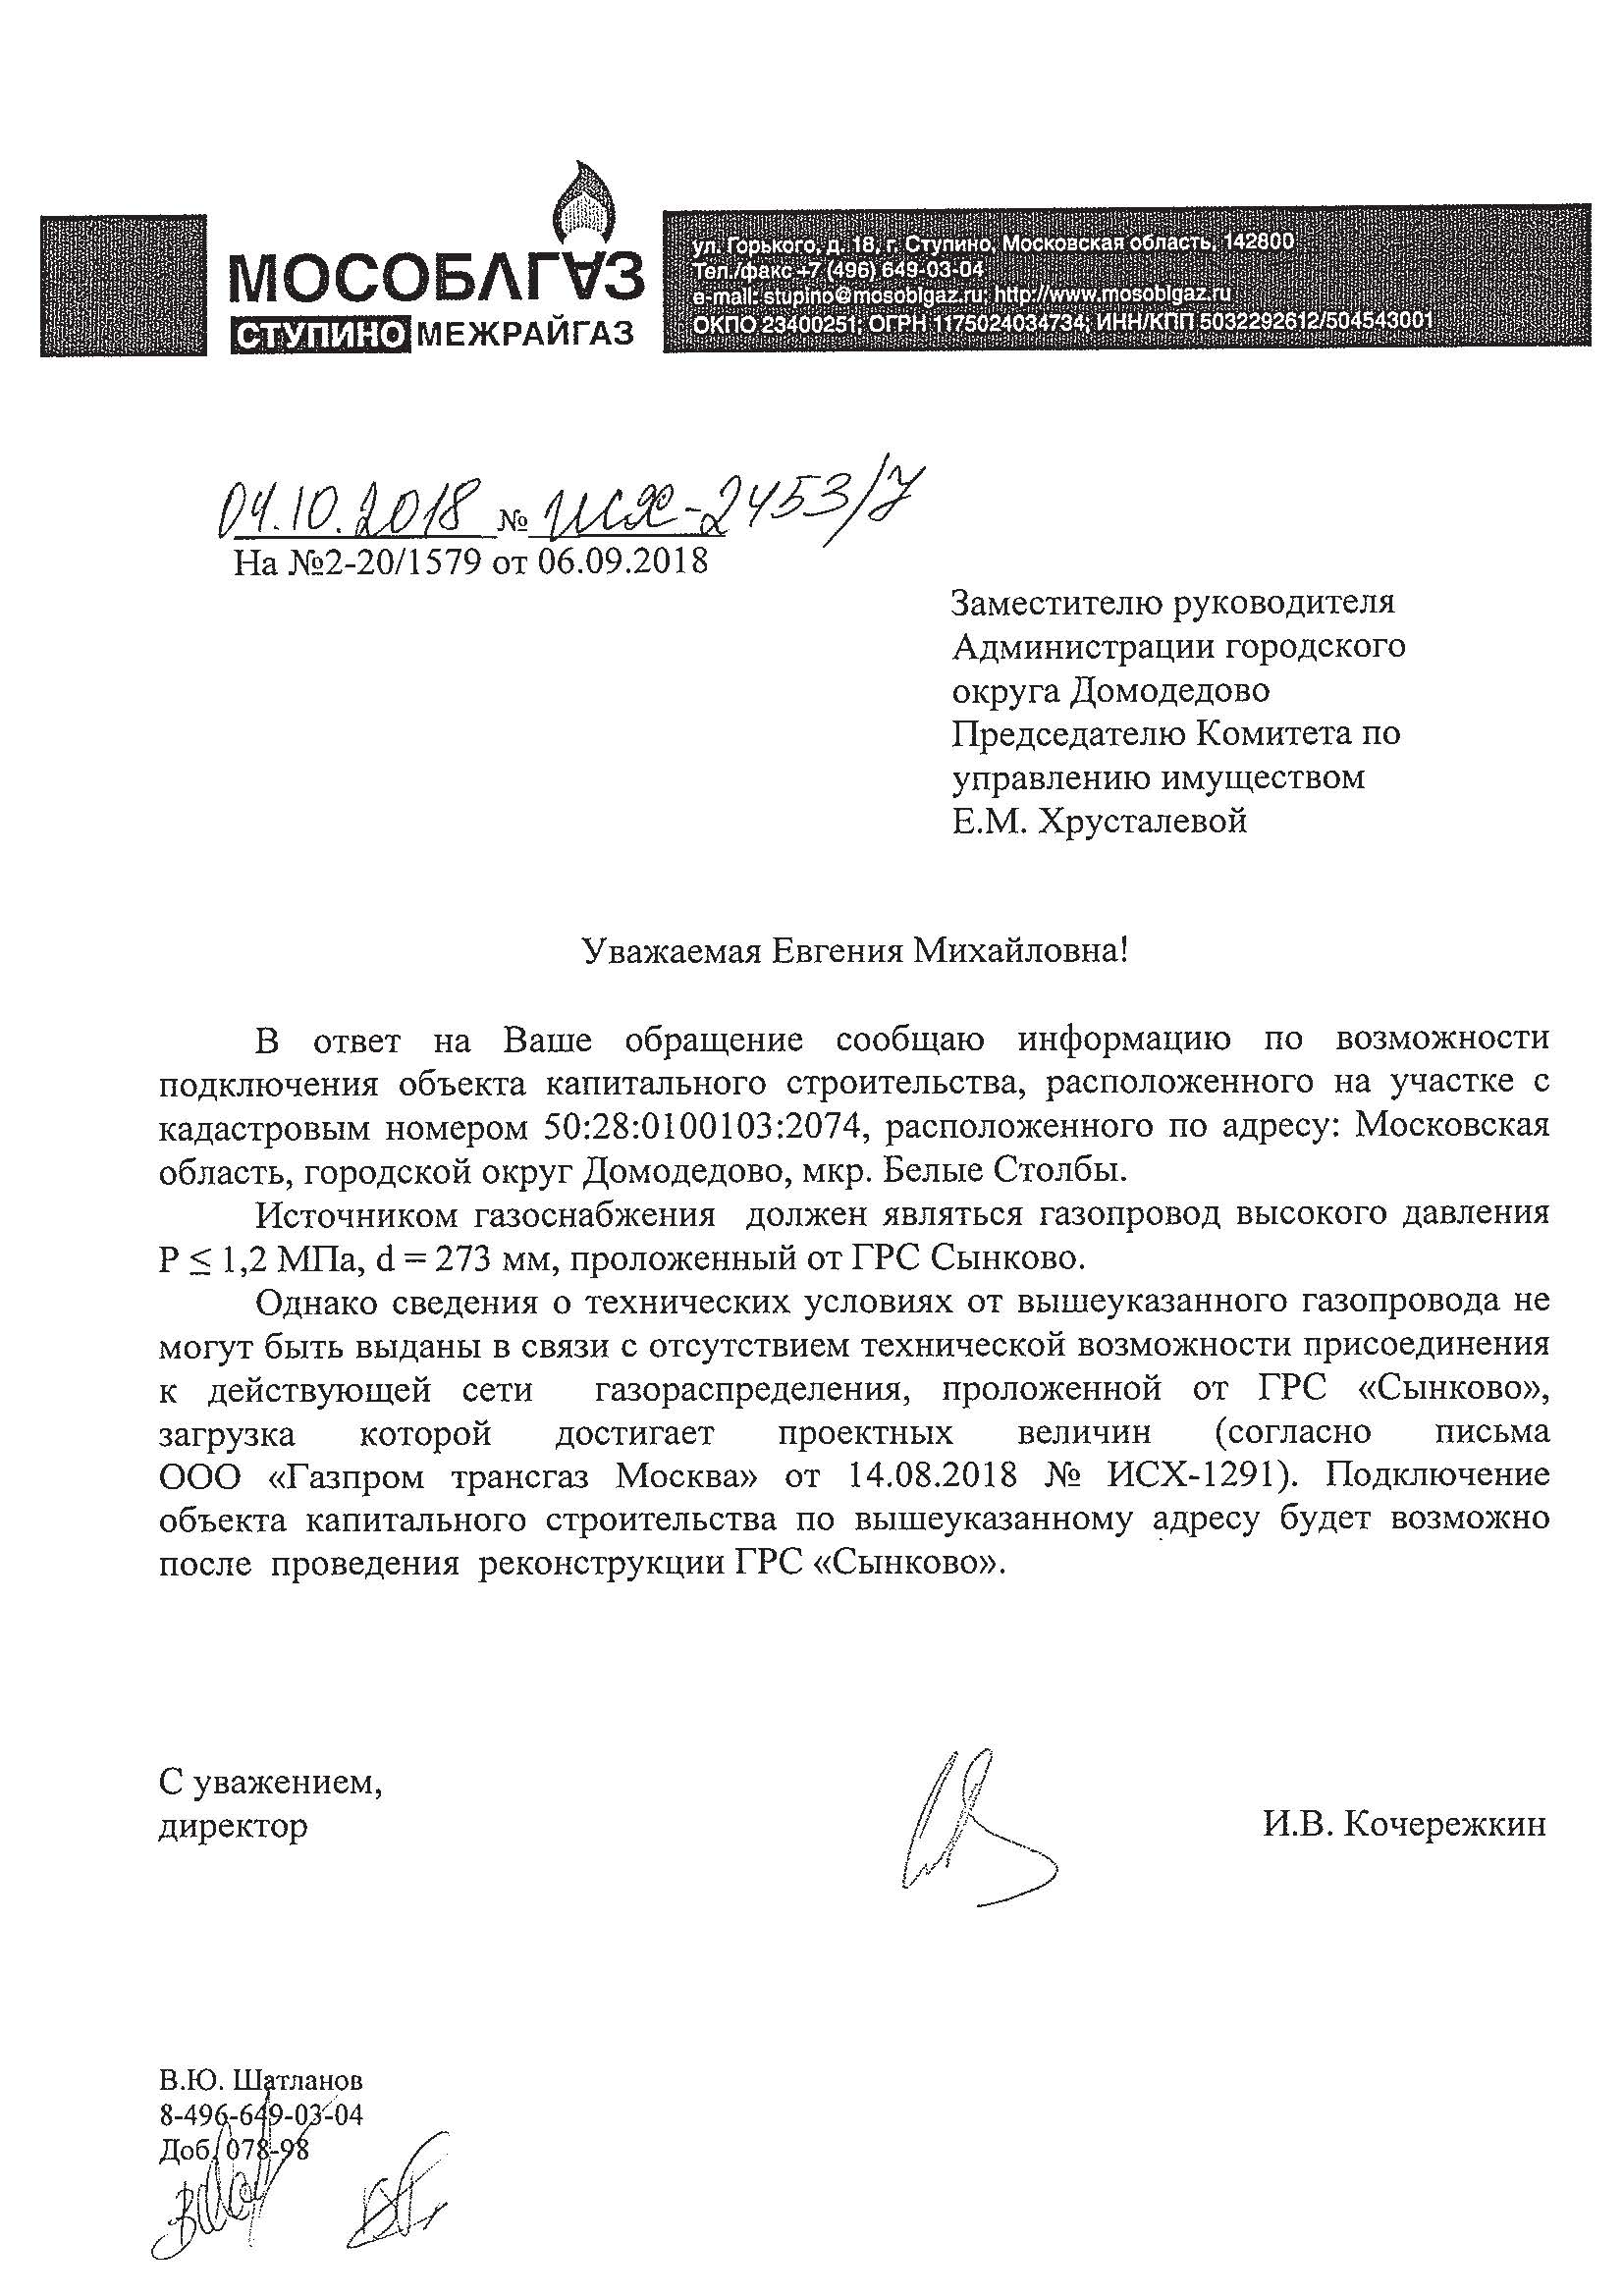 МОСОБЛГАЗ
СТУПИНО МЕЖРАЙГАЗ
ул. Горького, д. 18, г. Ступино, Московская область, 142800
Тел./факс +7 (496) 649-03-04
e-mail: stupino@mosoblgaz.ru; http://www.mosoblgaz.ru
ОКПО 23400251; ОГРН 1175024034734; ИНН/КПП 5032292612/504543001
04.10.2018 № ИСХ-2453/7
На №2-20/1579 от 06.09.2018
Заместителю руководителя
Администрации городского
округа Домодедово
Председателю Комитета по
управлению имуществом
Е.М. Хрусталевой
Уважаемая Евгения Михайловна!
В ответ на Ваше обращение сообщаю информацию по возможности
подключения объекта капитального строительства, расположенного на участке с
кадастровым номером 50:28:0100103:2074, расположенного по адресу: Московская
область, городской округ Домодедово, мкр. Белые Столбы.
Источником газоснабжения должен являться газопровод высокого давления
P ≤ 1,2 МПа, d = 273 мм, проложенный от ГРС Сынково.
Однако сведения о технических условиях от вышеуказанного газопровода не
могут быть выданы в связи с отсутствием технической возможности присоединения
к действующей сети газораспределения, проложенной от ГРС «Сынково»,
загрузка которой достигает проектных величин (согласно письма
ООО «Газпром трансгаз Москва» от 14.08.2018 № ИСХ-1291). Подключение
объекта капитального строительства по вышеуказанному адресу будет возможно
после проведения реконструкции ГРС «Сынково».
С уважением,
директор
И.В. Кочережкин
В.Ю. Шатланов
8-496-649-03-04
Доб. 078-98